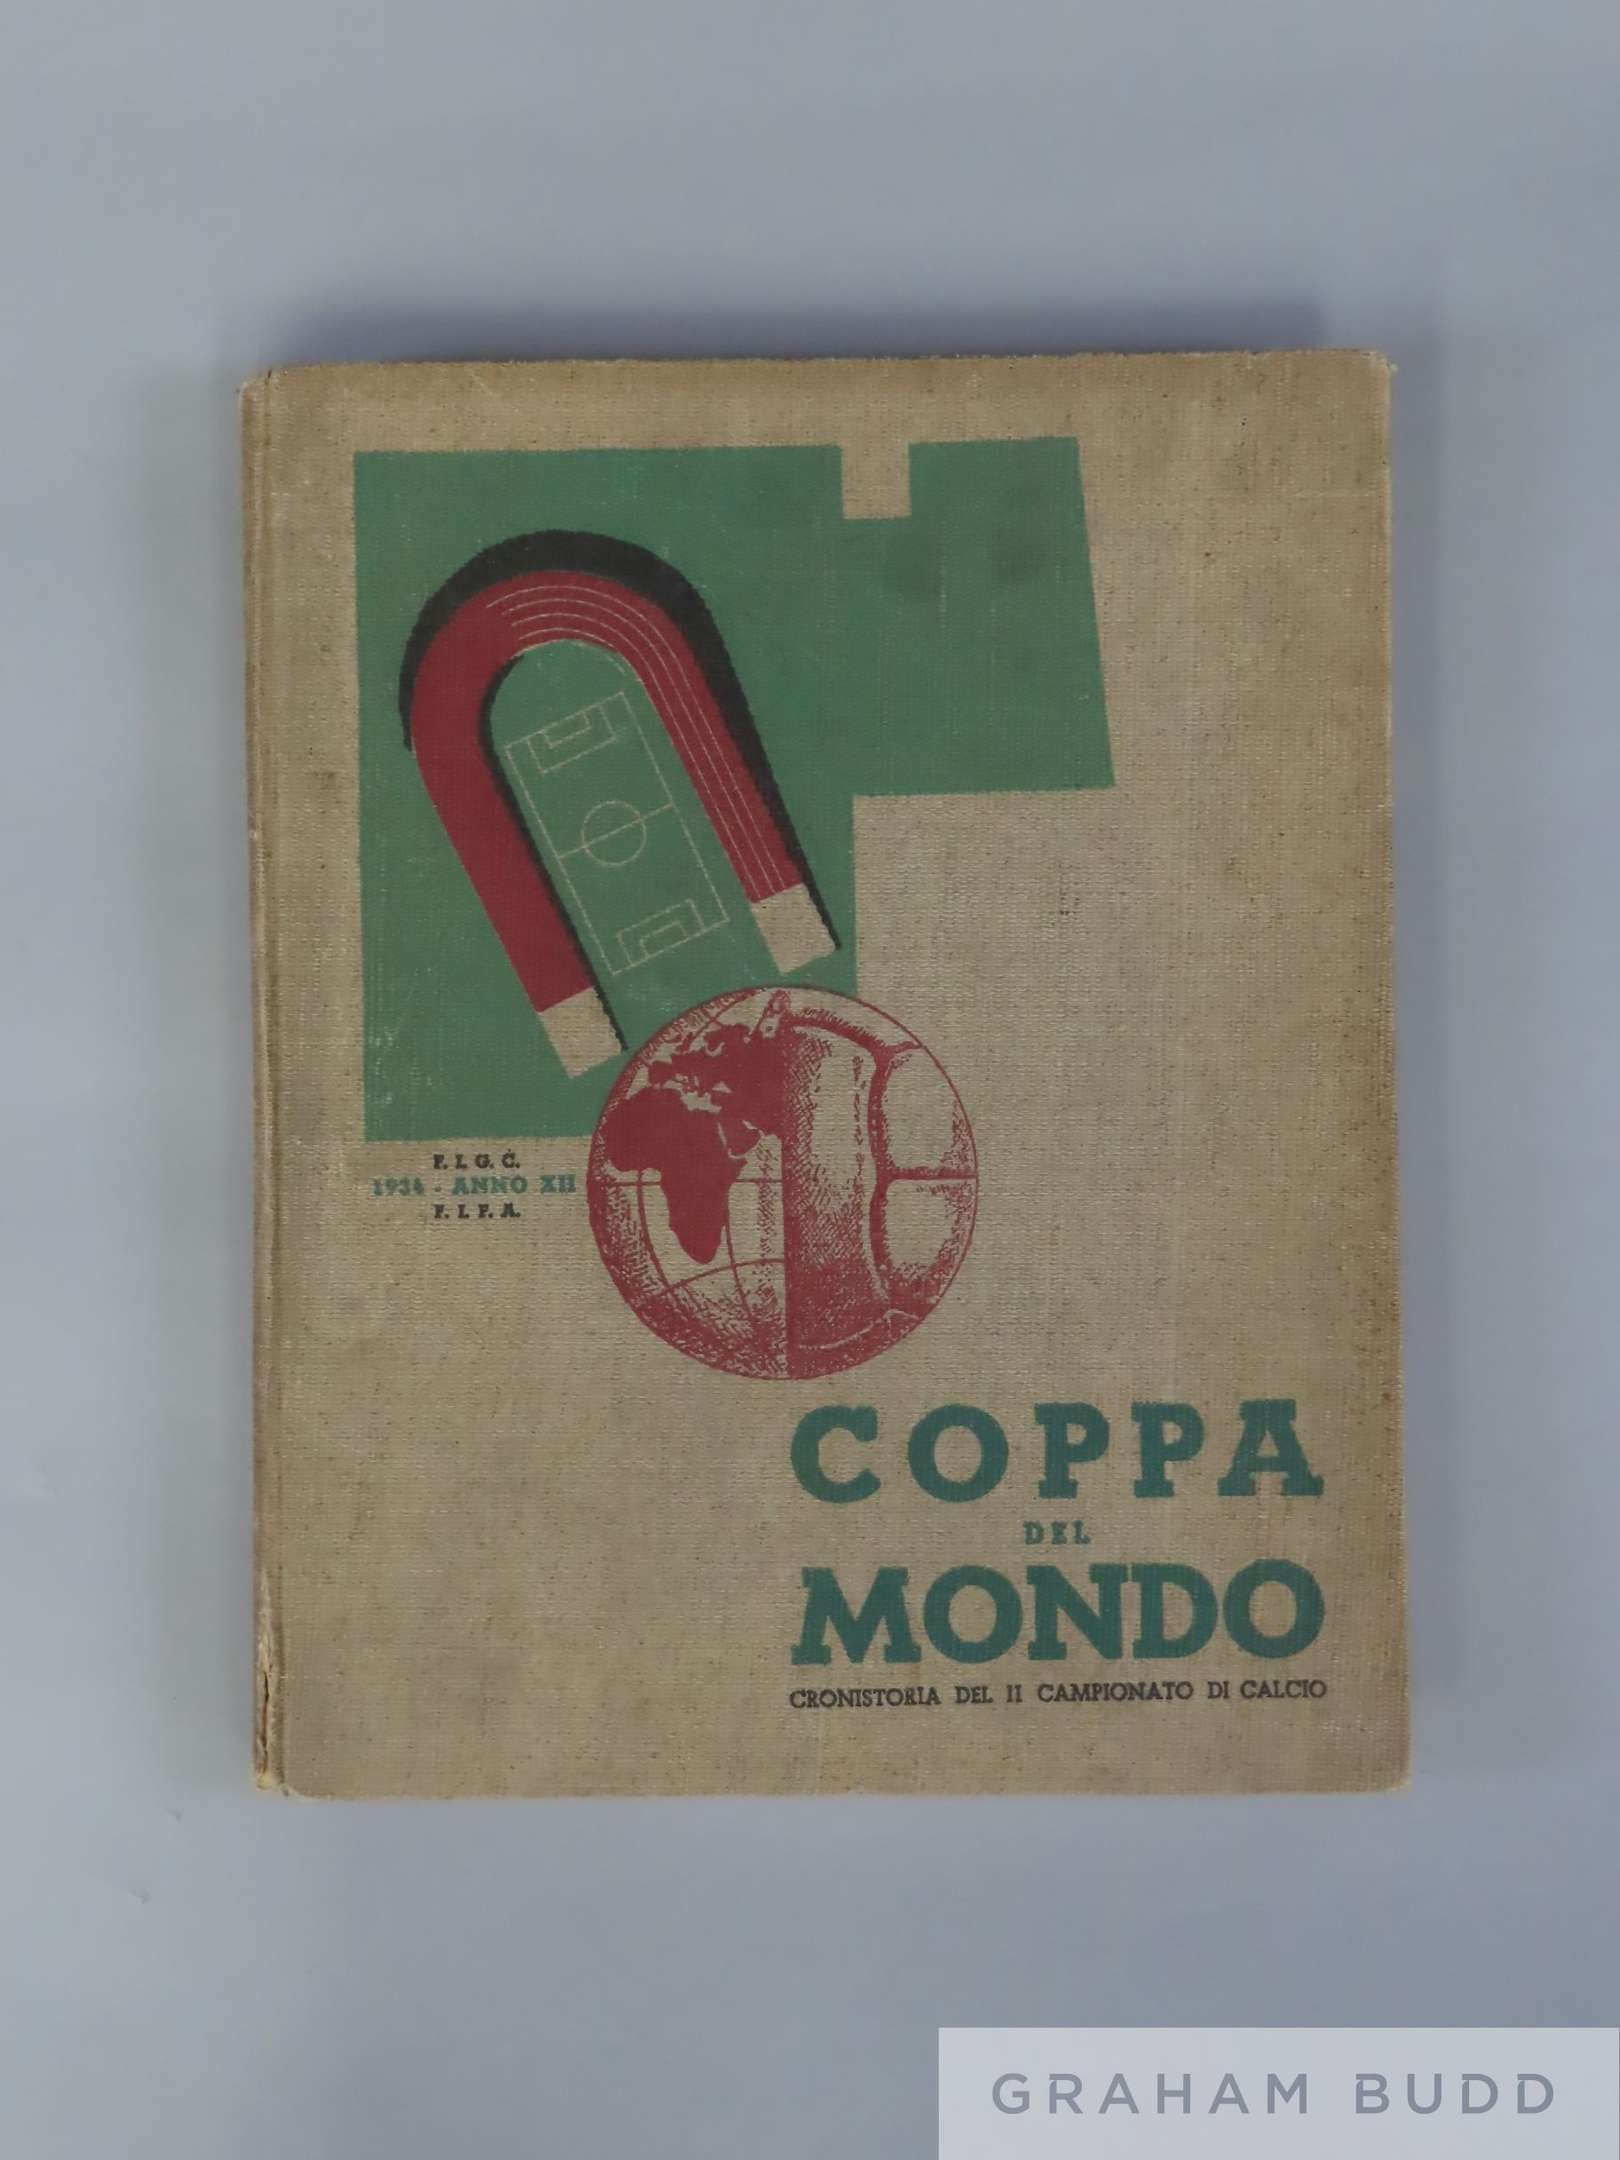 F. I. G. C.
1934 - ANNO XII
F. I. F. A.
COPPA
DEL
MONDO
CRONISTORIA DEL II CAMPIONATO DI CALCIO
GRAHAM BUDD